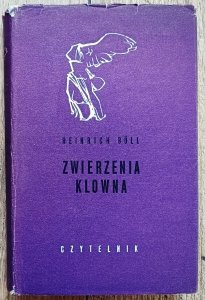 HEINRICH BÖLL
ZWIERZENIA
KLOWNA
CZYTELNIK